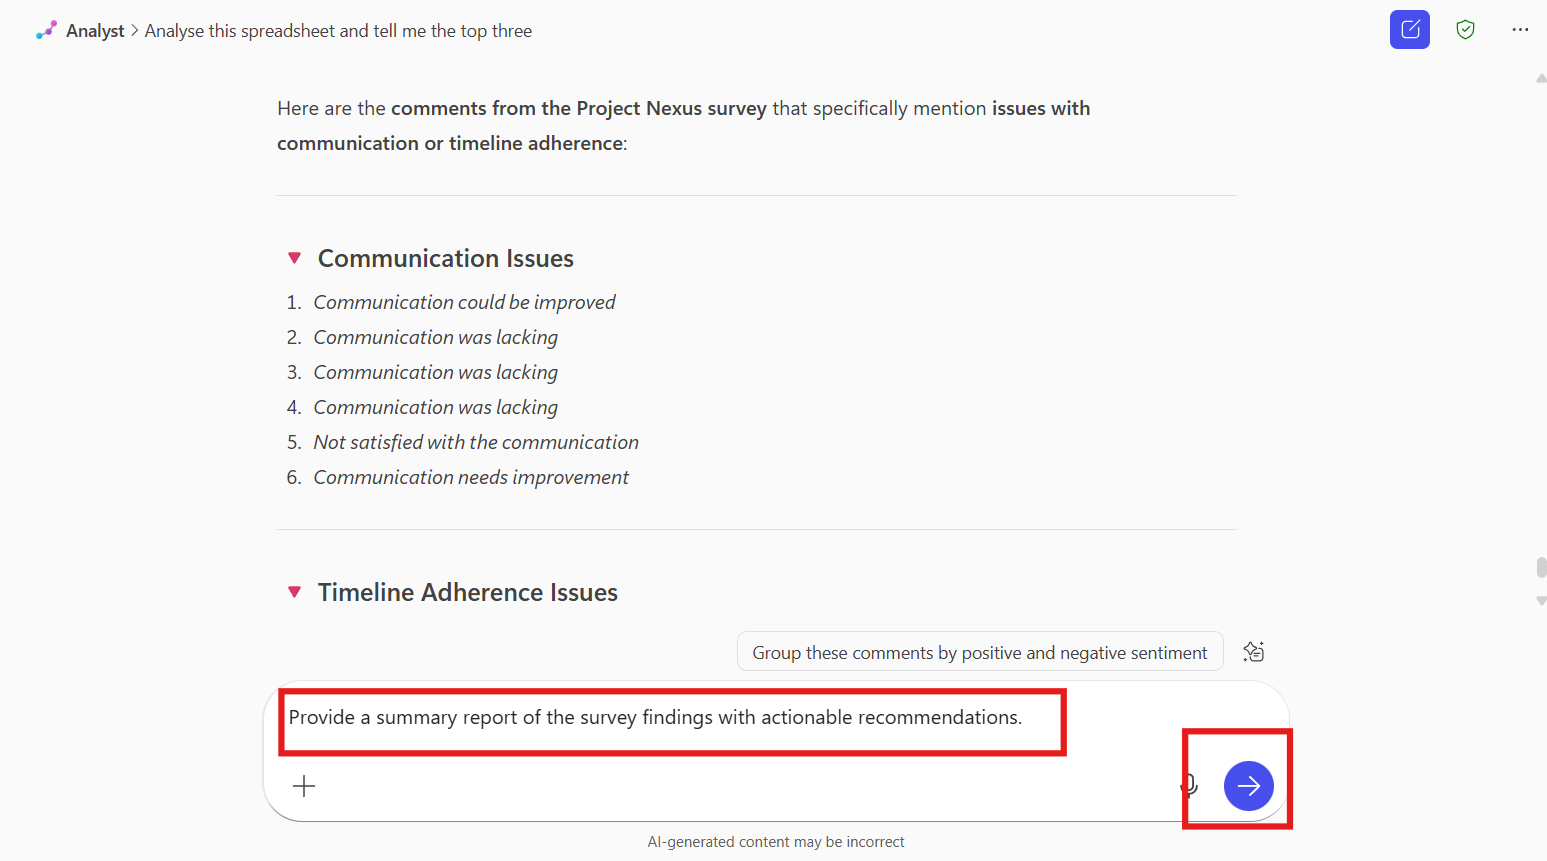 Analyst > Analyse this spreadsheet and tell me the top three
Here are the comments from the Project Nexus survey that specifically mention issues with
communication or timeline adherence:
Communication Issues
1. Communication could be improved
2. Communication was lacking
3. Communication was lacking
4. Communication was lacking
5. Not satisfied with the communication
6. Communication needs improvement
Timeline Adherence Issues
Group these comments by positive and negative sentiment
Provide a summary report of the survey findings with actionable recommendations.
AI-generated content may be incorrect